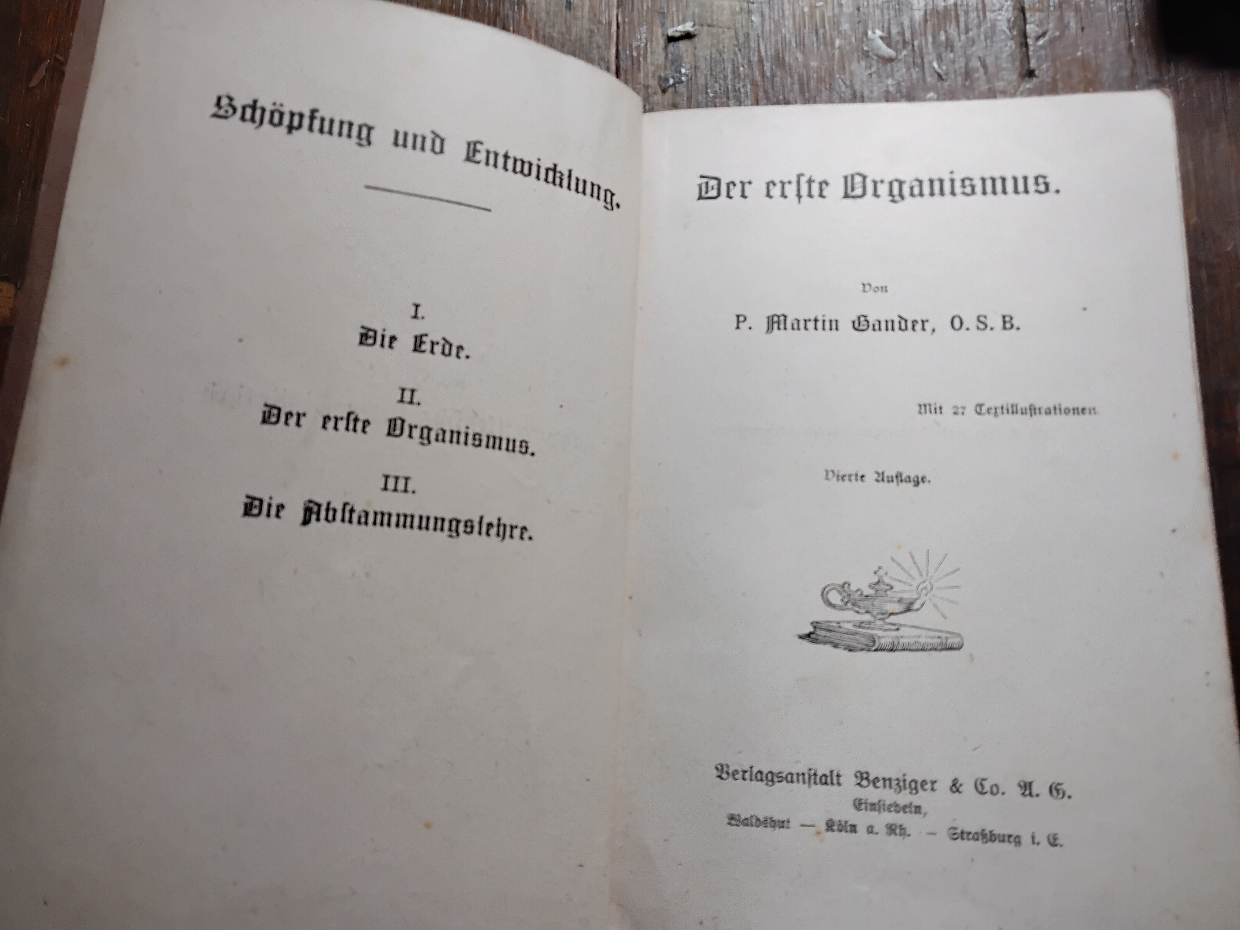 Schöpfung und Entwicklung.
I.
Die Erde.
II.
Der erſte Organismus.
III.
Die Abſtammungslehre.
Der erſte Organismus.
Von
P. Martin Gander, O. S. B.
Mit 27 Textilluſtrationen
Vierte Auflage.
Verlagsanſtalt Benziger & Co. A. G.
Einſiedeln,
Waldshut — Köln a. Rh. — Straßburg i. E.